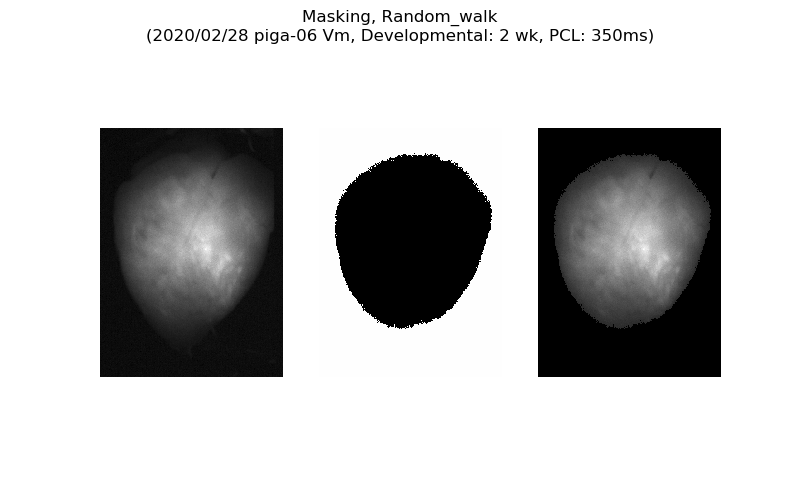 Masking, Random_walk
(2020/02/28 piga-06 Vm, Developmental: 2 wk, PCL: 350ms)